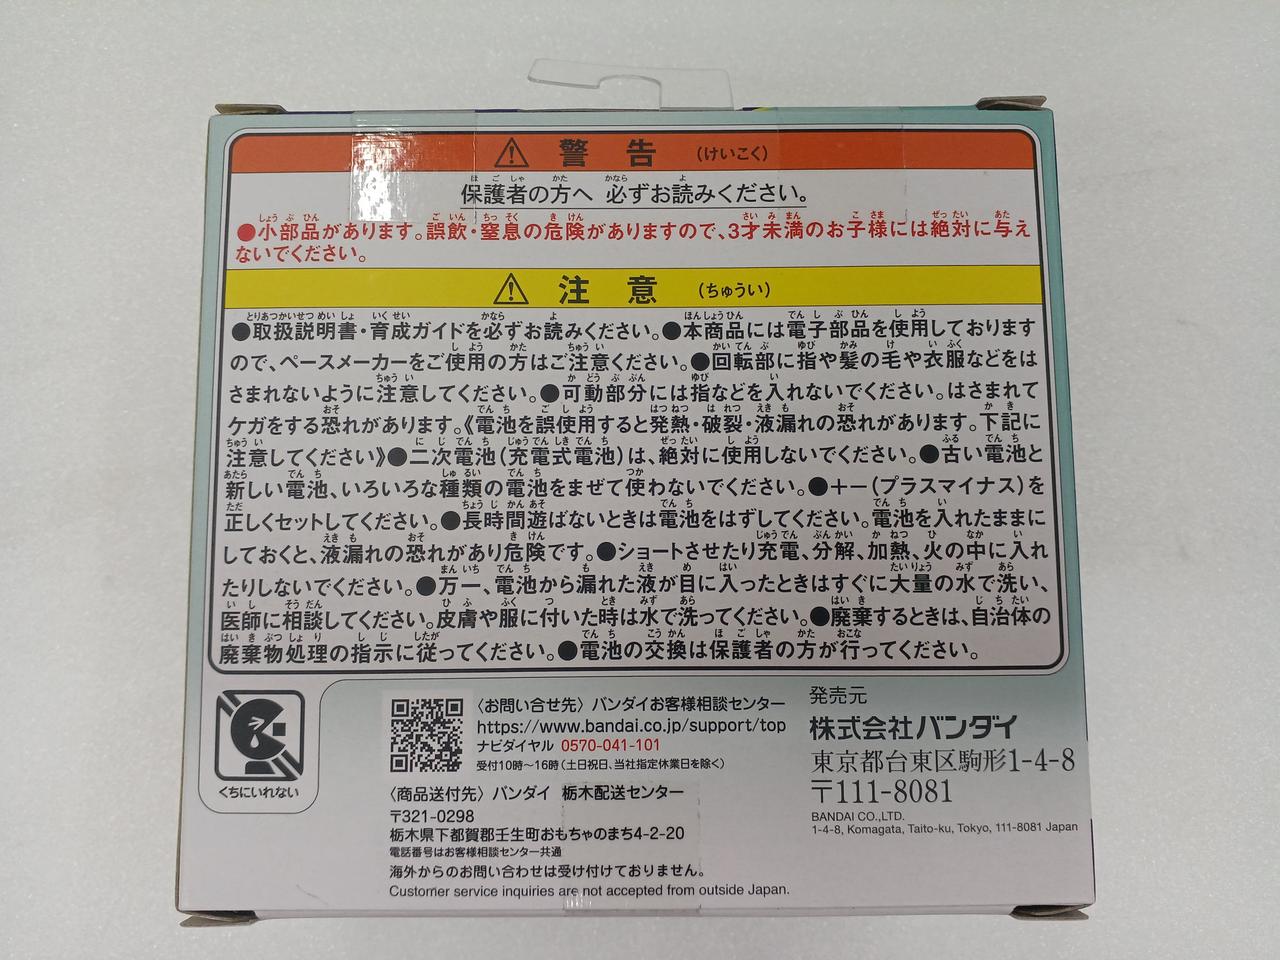 警告 (けいこく)
保護者の方へ 必ずお読みください。
●小部品があります。誤飲・窒息の危険がありますので、3才未満のお子様には絶対に与え
ないでください。
注意 (ちゅうい)
●取扱説明書・育成ガイドを必ずお読みください。●本商品には電子部品を使用しております
ので、ペースメーカーをご使用の方はご注意ください。●回転部に指や髪の毛や衣服などをは
さまれないように注意してください。●可動部分には指などを入れないでください。はさまれて
ケガをする恐れがあります。《電池を誤使用すると発熱・破裂・液漏れの恐れがあります。下記に
注意してください》●二次電池(充電式電池)は、絶対に使用しないでください。●古い電池と
新しい電池、いろいろな種類の電池をまぜて使わないでください。●+-(プラスマイナス)を
正しくセットしてください。●長時間遊ばないときは電池をはずしてください。電池を入れたままに
しておくと、液漏れの恐れがあり危険です。●ショートさせたり充電、分解、加熱、火の中に入れ
たりしないでください。●万一、電池から漏れた液が目に入ったときはすぐに大量の水で洗い、
医師に相談してください。皮膚や服に付いた時は水で洗ってください。●廃棄するときは、自治体の
廃棄物処理の指示に従ってください。●電池の交換は保護者の方が行ってください。
くちにいれない
〈お問い合せ先〉バンダイお客様相談センター
https://www.bandai.co.jp/support/top
ナビダイヤル 0570-041-101
受付10時〜16時(土日祝日、当社指定休業日を除く)
〈商品送付先〉バンダイ 栃木配送センター
〒321-0298
栃木県下都賀郡壬生町おもちゃのまち4-2-20
電話番号はお客様相談センター共通
海外からのお問い合わせは受け付けておりません。
Customer service inquiries are not accepted from outside Japan.
発売元
株式会社バンダイ
東京都台東区駒形1-4-8
〒111-8081
BANDAI CO.,LTD.
1-4-8, Komagata, Taito-ku, Tokyo, 111-8081 Japan